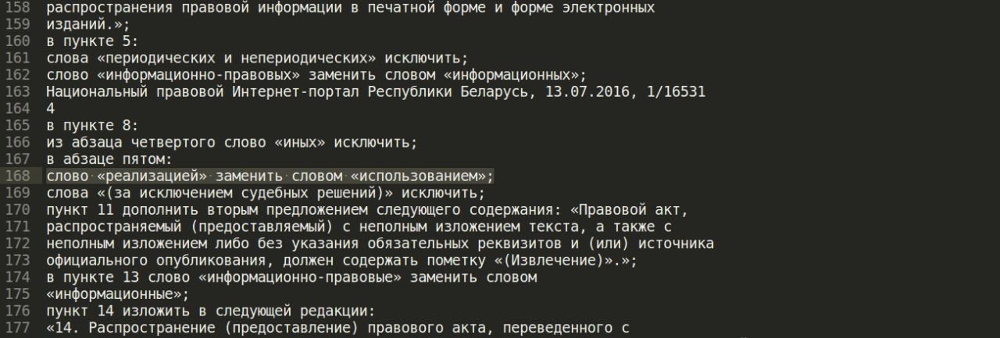 158 распространения правовой информации в печатной форме и форме электронных
159 изданий.»;
160 в пункте 5:
161 слова «периодических и непериодических» исключить;
162 слово «информационно-правовых» заменить словом «информационных»;
163 Национальный правовой Интернет-портал Республики Беларусь, 13.07.2016, 1/16531
164 4
165 в пункте 8:
166 из абзаца четвертого слово «иных» исключить;
167 в абзаце пятом:
168 слово «реализацией» заменить словом «использованием»;
169 слова «(за исключением судебных решений)» исключить;
170 пункт 11 дополнить вторым предложением следующего содержания: «Правовой акт,
171 распространяемый (предоставляемый) с неполным изложением текста, а также с
172 неполным изложением либо без указания обязательных реквизитов и (или) источника
173 официального опубликования, должен содержать пометку «(Извлечение)».»;
174 в пункте 13 слово «информационно-правовые» заменить словом
175 «информационные»;
176 пункт 14 изложить в следующей редакции:
177 «14. Распространение (предоставление) правового акта, переведенного с